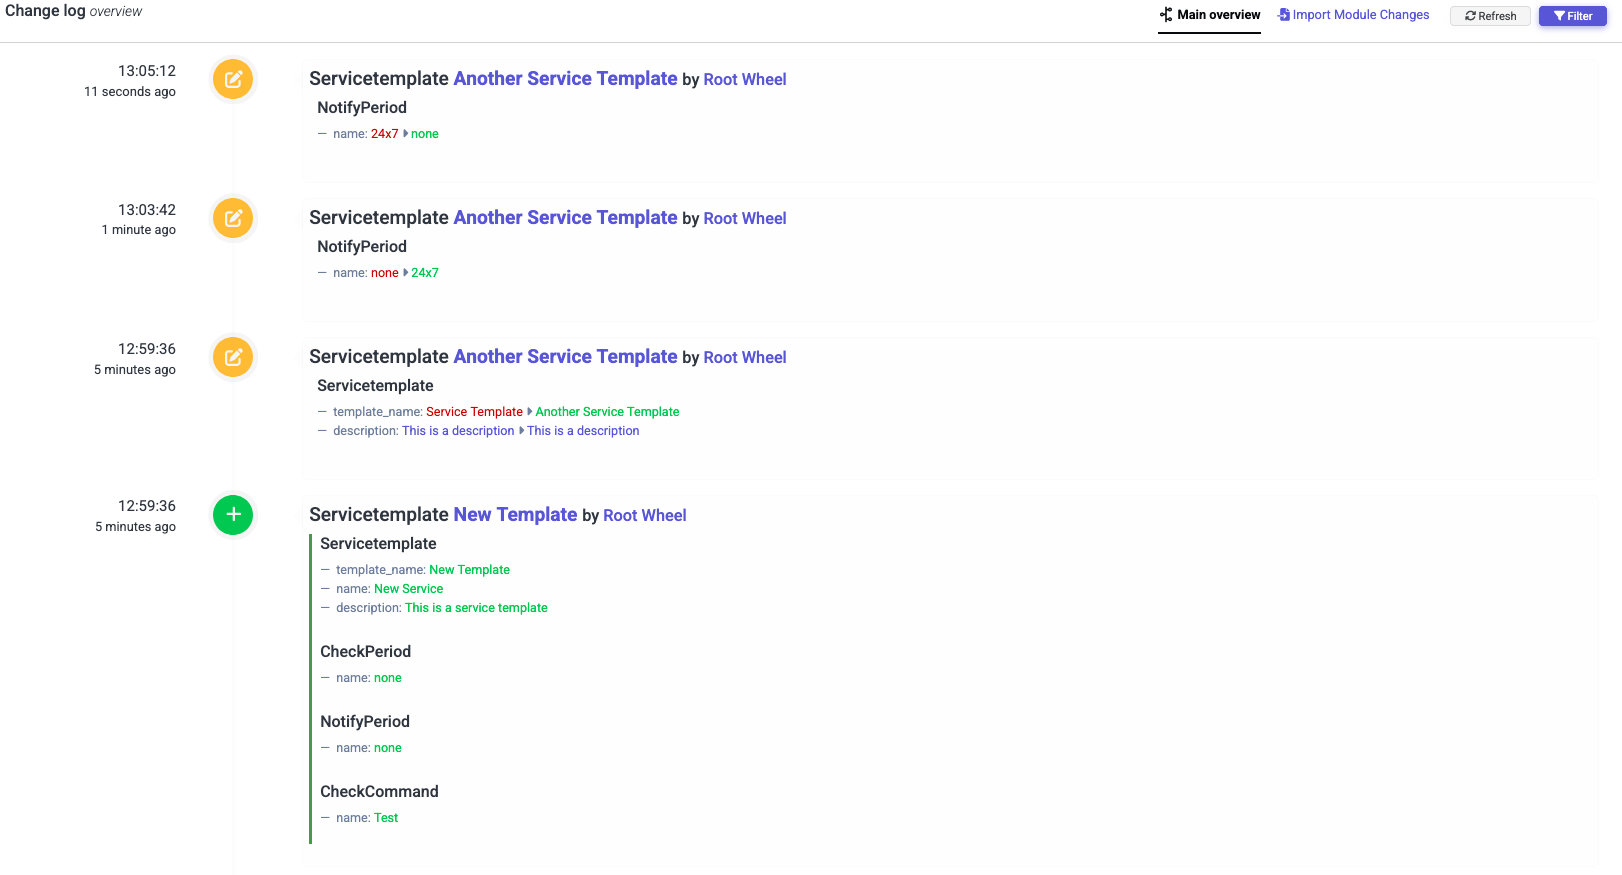 Change log overview
Main overview
Import Module Changes
Refresh
Filter
13:05:12
11 seconds ago
Servicetemplate Another Service Template by Root Wheel
NotifyPeriod
— name: 24x7 none
13:03:42
1 minute ago
Servicetemplate Another Service Template by Root Wheel
NotifyPeriod
— name: none 24x7
12:59:36
5 minutes ago
Servicetemplate Another Service Template by Root Wheel
Servicetemplate
— template_name: Service Template Another Service Template
— description: This is a description This is a description
12:59:36
5 minutes ago
Servicetemplate New Template by Root Wheel
Servicetemplate
— template_name: New Template
— name: New Service
— description: This is a service template
CheckPeriod
— name: none
NotifyPeriod
— name: none
CheckCommand
— name: Test